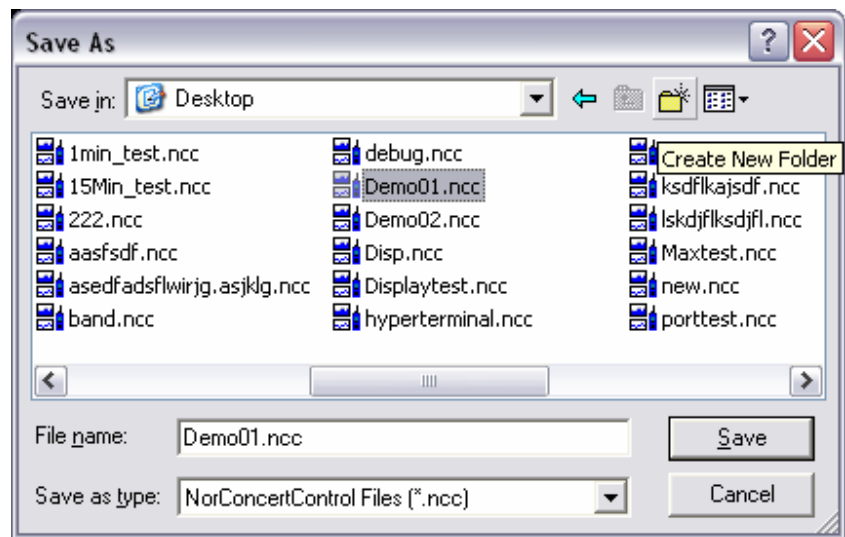 Save As
Save in: Desktop
1min_test.ncc
15Min_test.ncc
222.ncc
aasfsdf.ncc
asedfadsflwirjg.asjklg.ncc
band.ncc
debug.ncc
Demo01.ncc
Demo02.ncc
Disp.ncc
Displaytest.ncc
hyperterminal.ncc
Create New Folder
ksdflkajsdf.ncc
lskdjflksdjfl.ncc
Maxtest.ncc
new.ncc
porttest.ncc
File name: Demo01.ncc
Save
Save as type: NorConcertControl Files (*.ncc)
Cancel